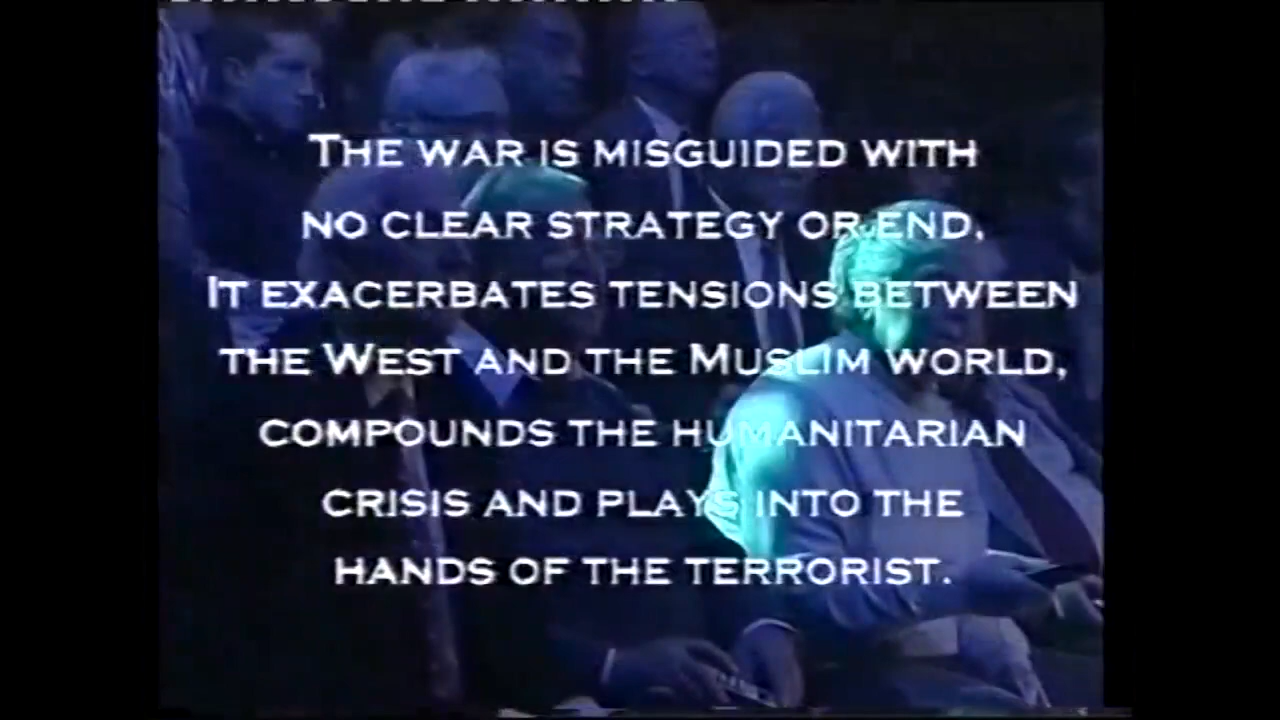 The war is misguided with
no clear strategy or end.
It exacerbates tensions between
the West and the Muslim world,
compounds the humanitarian
crisis and plays into the
hands of the terrorist.